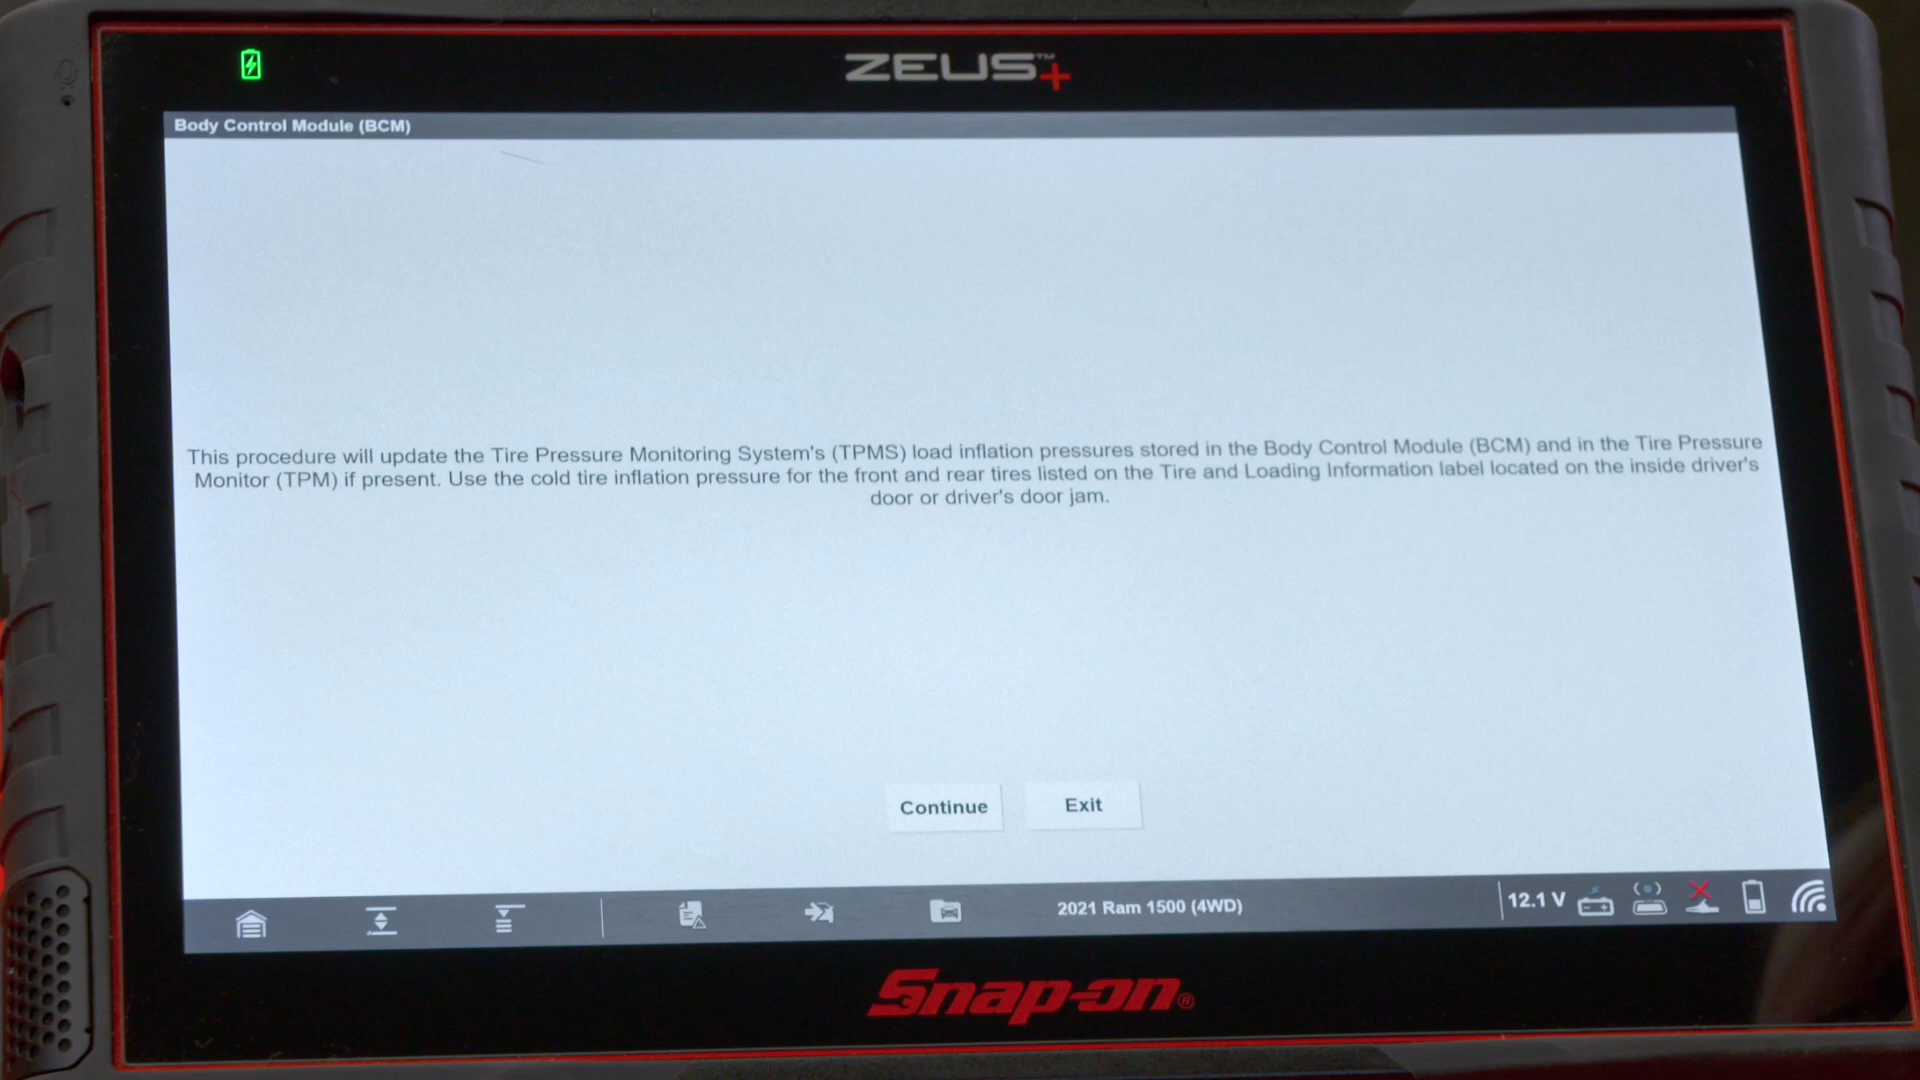 ZEUS™+
Body Control Module (BCM)
This procedure will update the Tire Pressure Monitoring System's (TPMS) load inflation pressures stored in the Body Control Module (BCM) and in the Tire Pressure
Monitor (TPM) if present. Use the cold tire inflation pressure for the front and rear tires listed on the Tire and Loading Information label located on the inside driver's
door or driver's door jam.
Continue Exit
2021 Ram 1500 (4WD) 12.1 V
Snap-on®